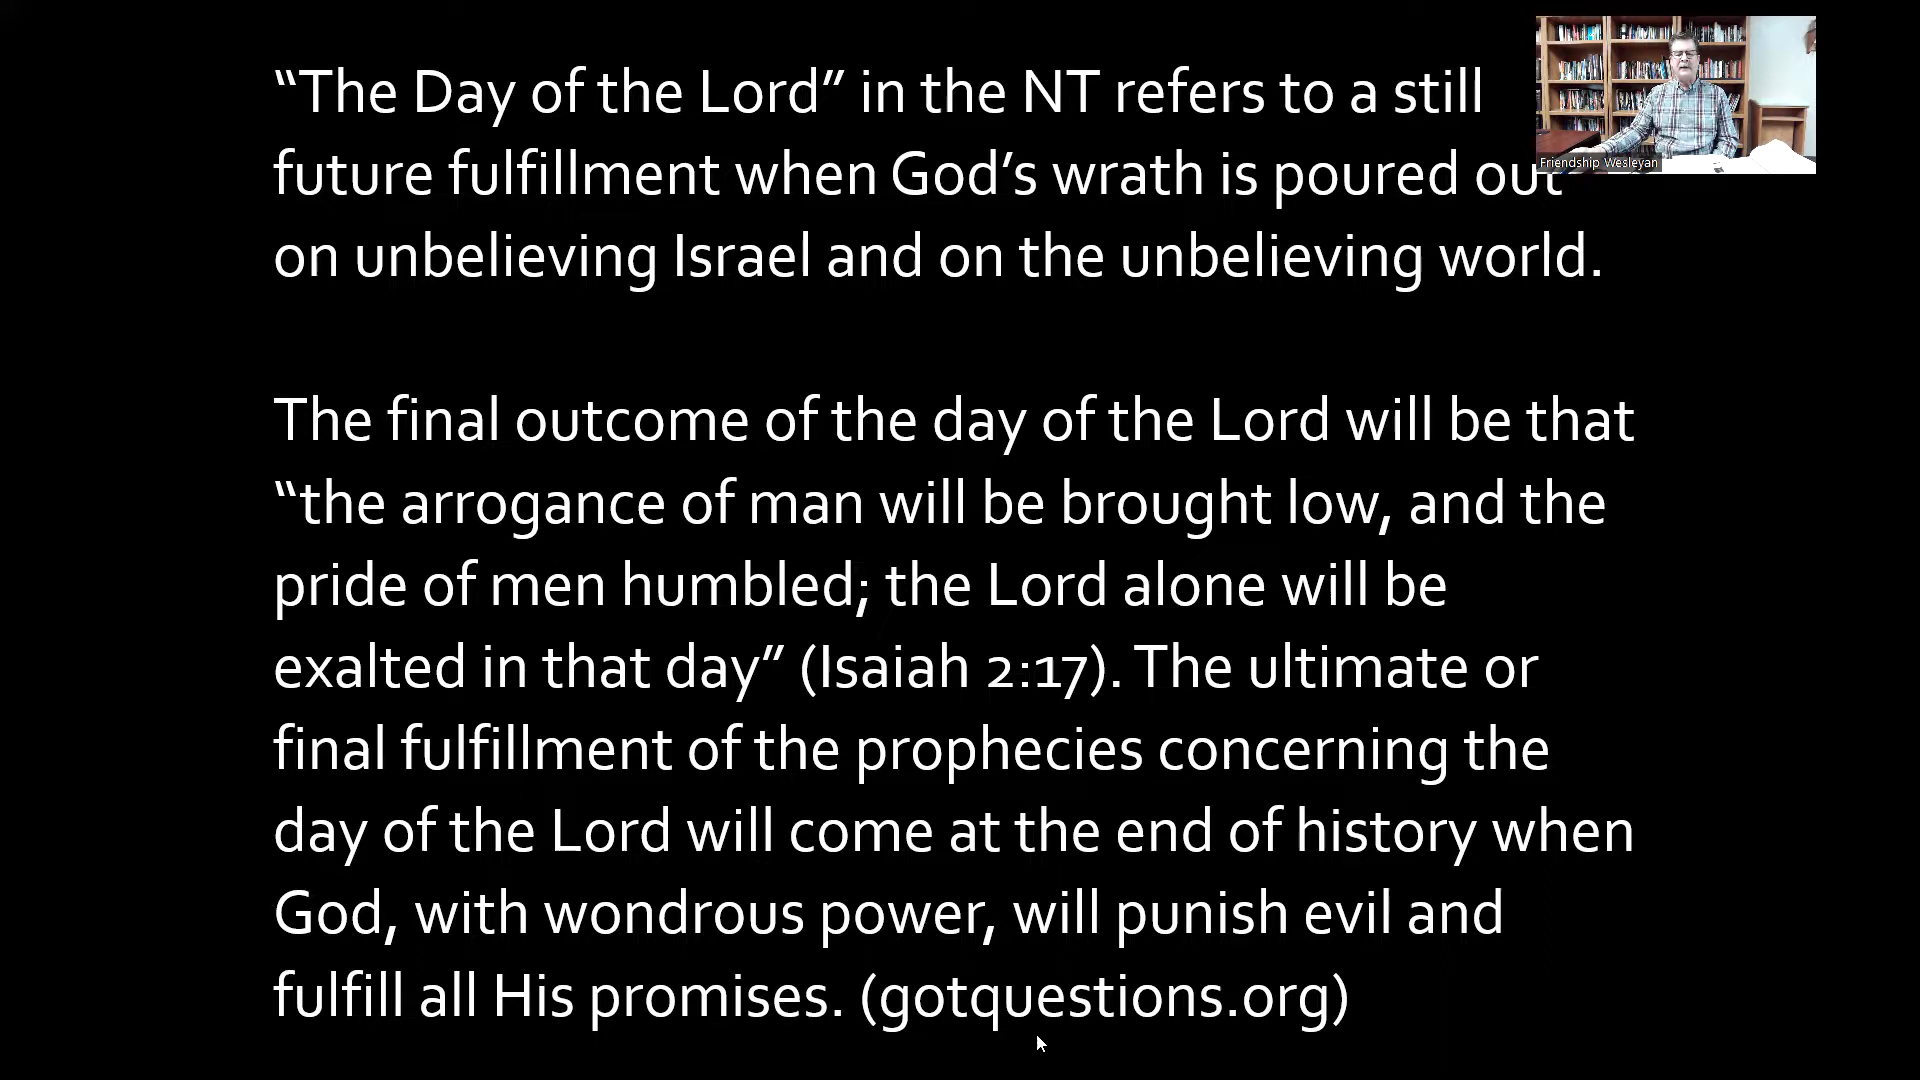 “The Day of the Lord” in the NT refers to a still
future fulfillment when God’s wrath is poured out
on unbelieving Israel and on the unbelieving world.
The final outcome of the day of the Lord will be that
“the arrogance of man will be brought low, and the
pride of men humbled; the Lord alone will be
exalted in that day” (Isaiah 2:17). The ultimate or
final fulfillment of the prophecies concerning the
day of the Lord will come at the end of history when
God, with wondrous power, will punish evil and
fulfill all His promises. (gotquestions.org)
Friendship Wesleyan